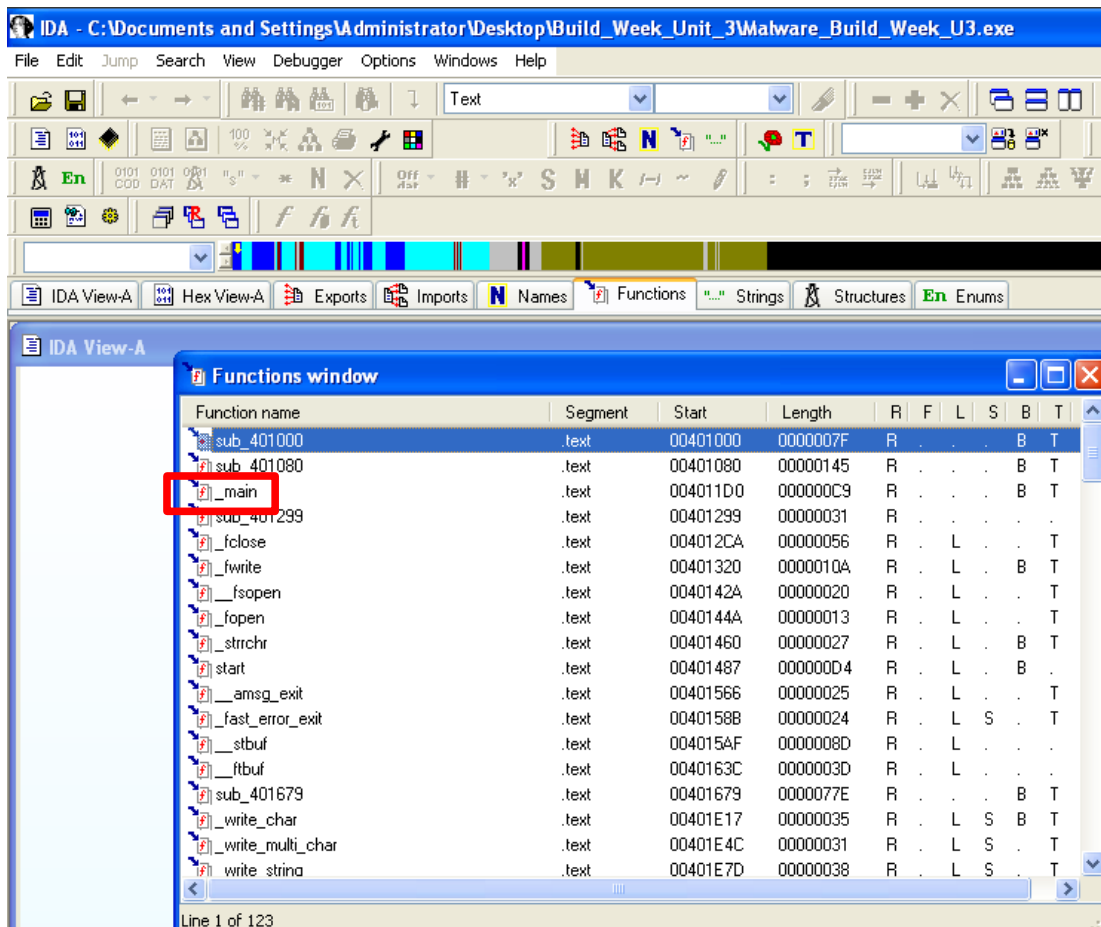 IDA - C:\Documents and Settings\Administrator\Desktop\Build_Week_Unit_3\Malware_Build_Week_U3.exe
File Edit Jump Search View Debugger Options Windows Help
Text
En
IDA View-A Hex View-A Exports Imports N Names Functions "..." Strings Structures En Enums
IDA View-A
Functions window
Function name Segment Start Length R F L S B T
sub_401000 .text 00401000 0000007F R . . . B T
sub_401080 .text 00401080 00000145 R . . . B T
_main .text 004011D0 000000C9 R . . . B T
sub_401299 .text 00401299 00000031 R . . . . .
_fclose .text 004012CA 00000056 R . L . . T
_fwrite .text 00401320 0000010A R . L . B T
__fsopen .text 0040142A 00000020 R . L . . T
_fopen .text 0040144A 00000013 R . L . . T
_strrchr .text 00401460 00000027 R . L . B T
start .text 00401487 000000D4 R . L . B .
__amsg_exit .text 00401566 00000025 R . L . . T
_fast_error_exit .text 0040158B 00000024 R . L S . T
__stbuf .text 004015AF 0000008D R . L . . .
__ftbuf .text 0040163C 0000003D R . L . . .
sub_401679 .text 00401679 0000077E R . . . B T
_write_char .text 00401E17 00000035 R . L S B T
_write_multi_char .text 00401E4C 00000031 R . L S . T
write_string .text 00401E7D 00000038 R . L S . T
Line 1 of 123